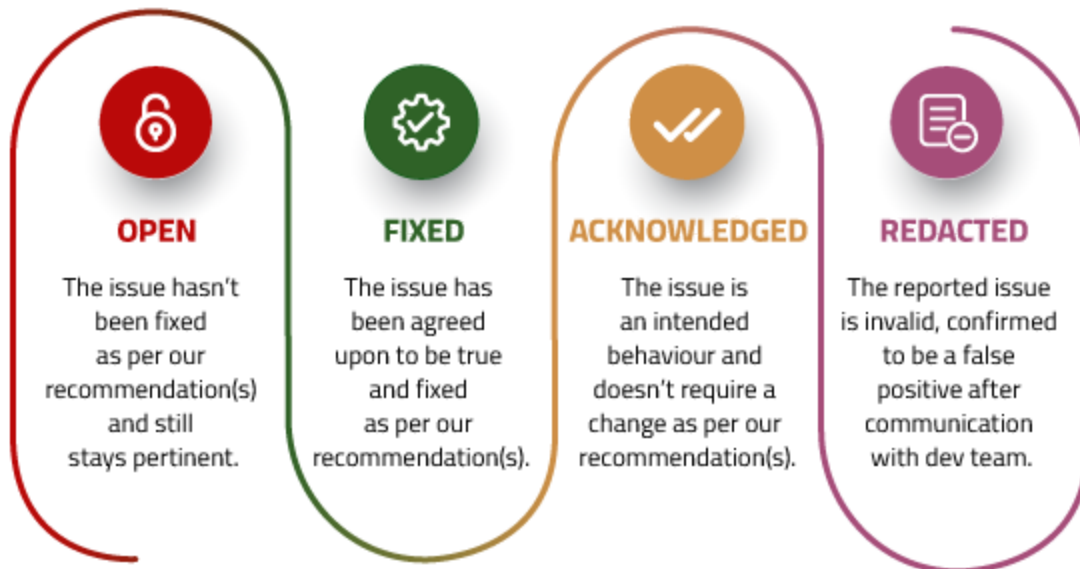 OPEN
The issue hasn't
been fixed
as per our
recommendation(s)
and still
stays pertinent.
FIXED
The issue has
been agreed
upon to be true
and fixed
as per our
recommendation(s).
ACKNOWLEDGED
The issue is
an intended
behaviour and
doesn't require a
change as per our
recommendation(s).
REDACTED
The reported issue
is invalid, confirmed
to be a false
positive after
communication
with dev team.